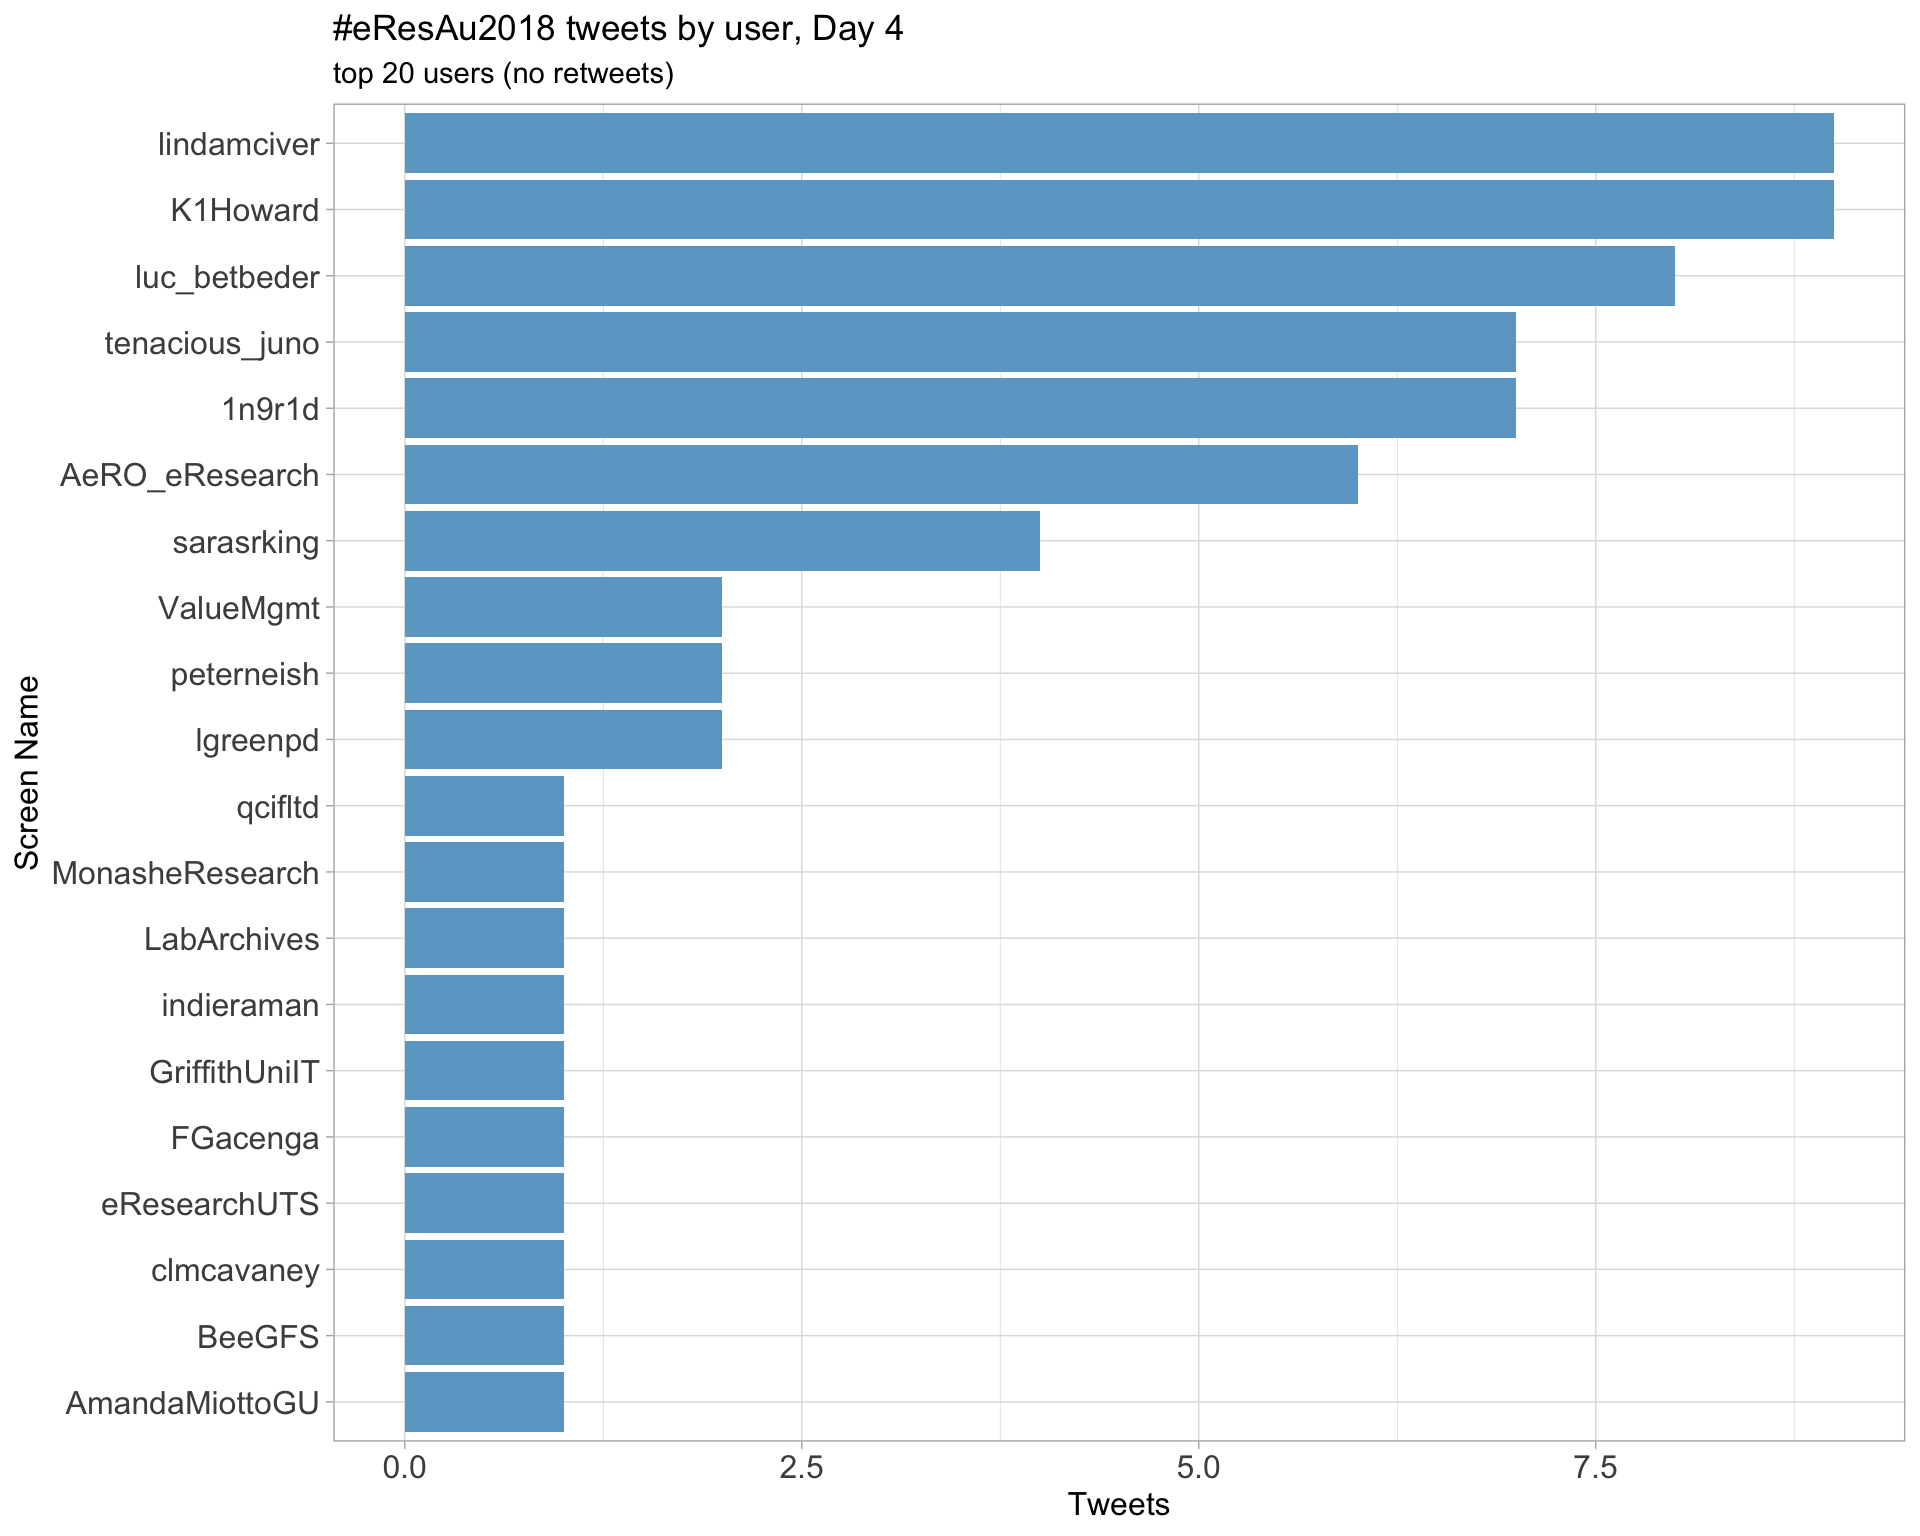 #eResAu2018 tweets by user, Day 4
top 20 users (no retweets)
Screen Name
lindamciver
K1Howard
luc_betbeder
tenacious_juno
1n9r1d
AeRO_eResearch
sarasrking
ValueMgmt
peterneish
lgreenpd
qcifltd
MonasheResearch
LabArchives
indieraman
GriffithUniIT
FGacenga
eResearchUTS
clmcavaney
BeeGFS
AmandaMiottoGU
0.0 2.5 5.0 7.5
Tweets